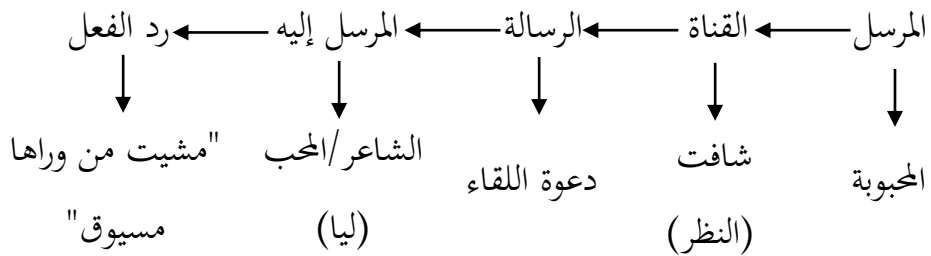 المرسل القناة الرسالة المرسل إليه رد الفعل
المحبوبة شافت دعوة اللقاء الشاعر/المحب "مشيت من وراها
(النظر) (ليا) مسيوق"